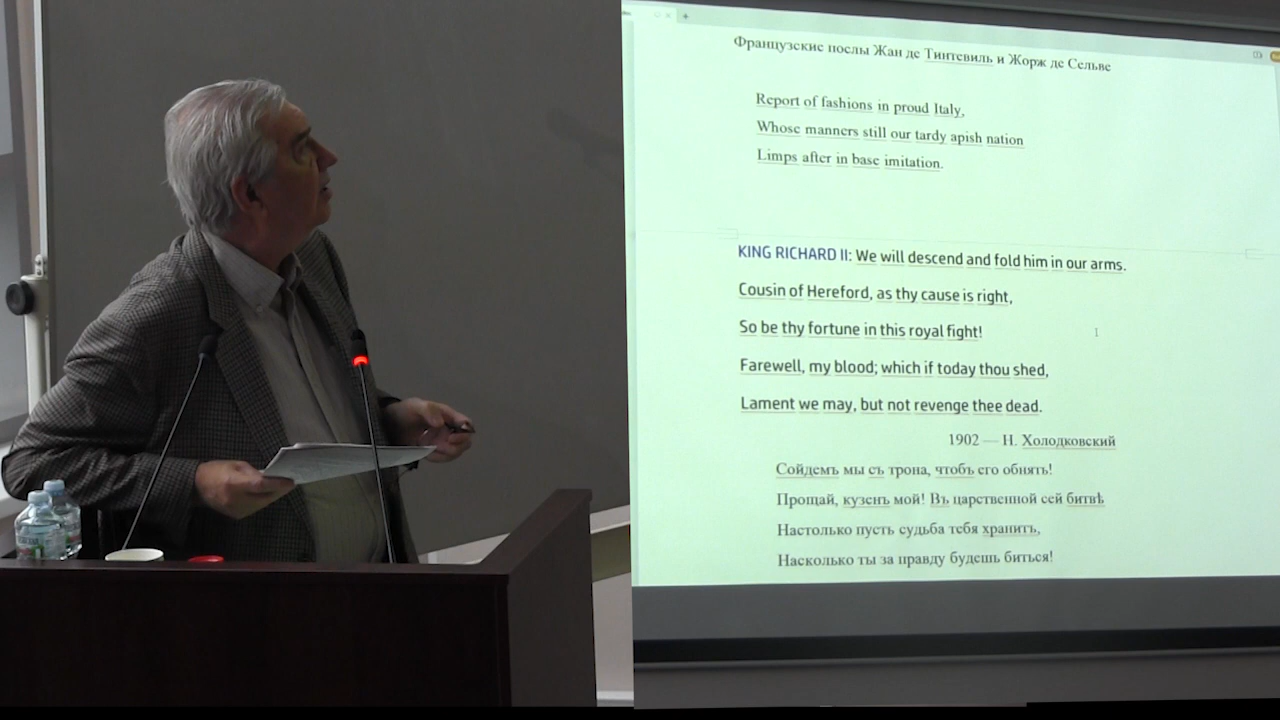 Французские послы Жан де Тинтевиль и Жорж де Сельве
Report of fashions in proud Italy,
Whose manners still our tardy apish nation
Limps after in base imitation.
KING RICHARD II: We will descend and fold him in our arms.
Cousin of Hereford, as thy cause is right,
So be thy fortune in this royal fight!
Farewell, my blood; which if today thou shed,
Lament we may, but not revenge thee dead.
1902 — Н. Холодковский
Сойдемъ мы съ трона, чтобъ его обнять!
Прощай, кузенъ мой! Въ царственной сей битвѣ
Настолько пусть судьба тебя хранитъ,
Насколько ты за правду будешь биться!